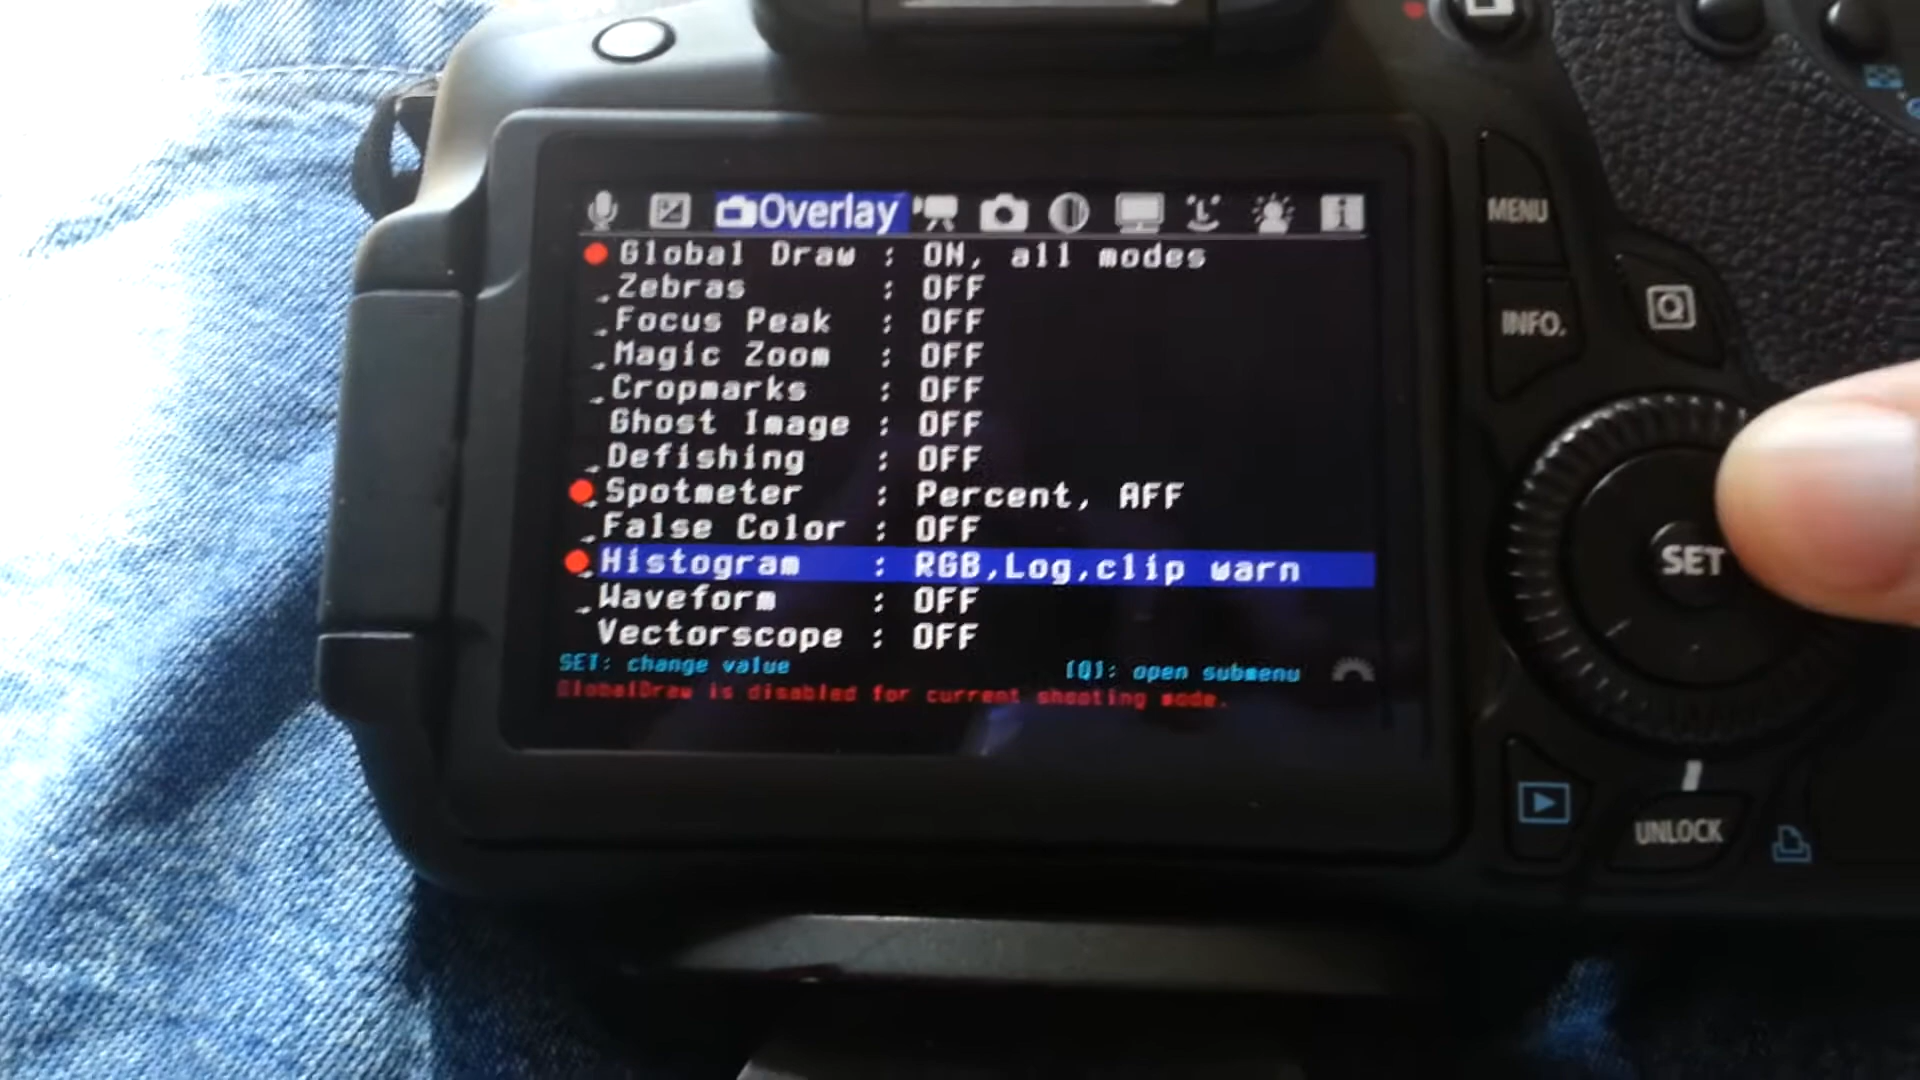 Overlay
Global Draw : ON, all modes
Zebras : OFF
Focus Peak : OFF
Magic Zoom : OFF
Cropmarks : OFF
Ghost Image : OFF
Defishing : OFF
Spotmeter : Percent, AFF
False Color : OFF
Histogram : RGB,Log,clip warn
Waveform : OFF
Vectorscope : OFF
SET: change value [Q]: open submenu
GlobalDraw is disabled for current shooting mode.
MENU
INFO.
Q
SET
UNLOCK